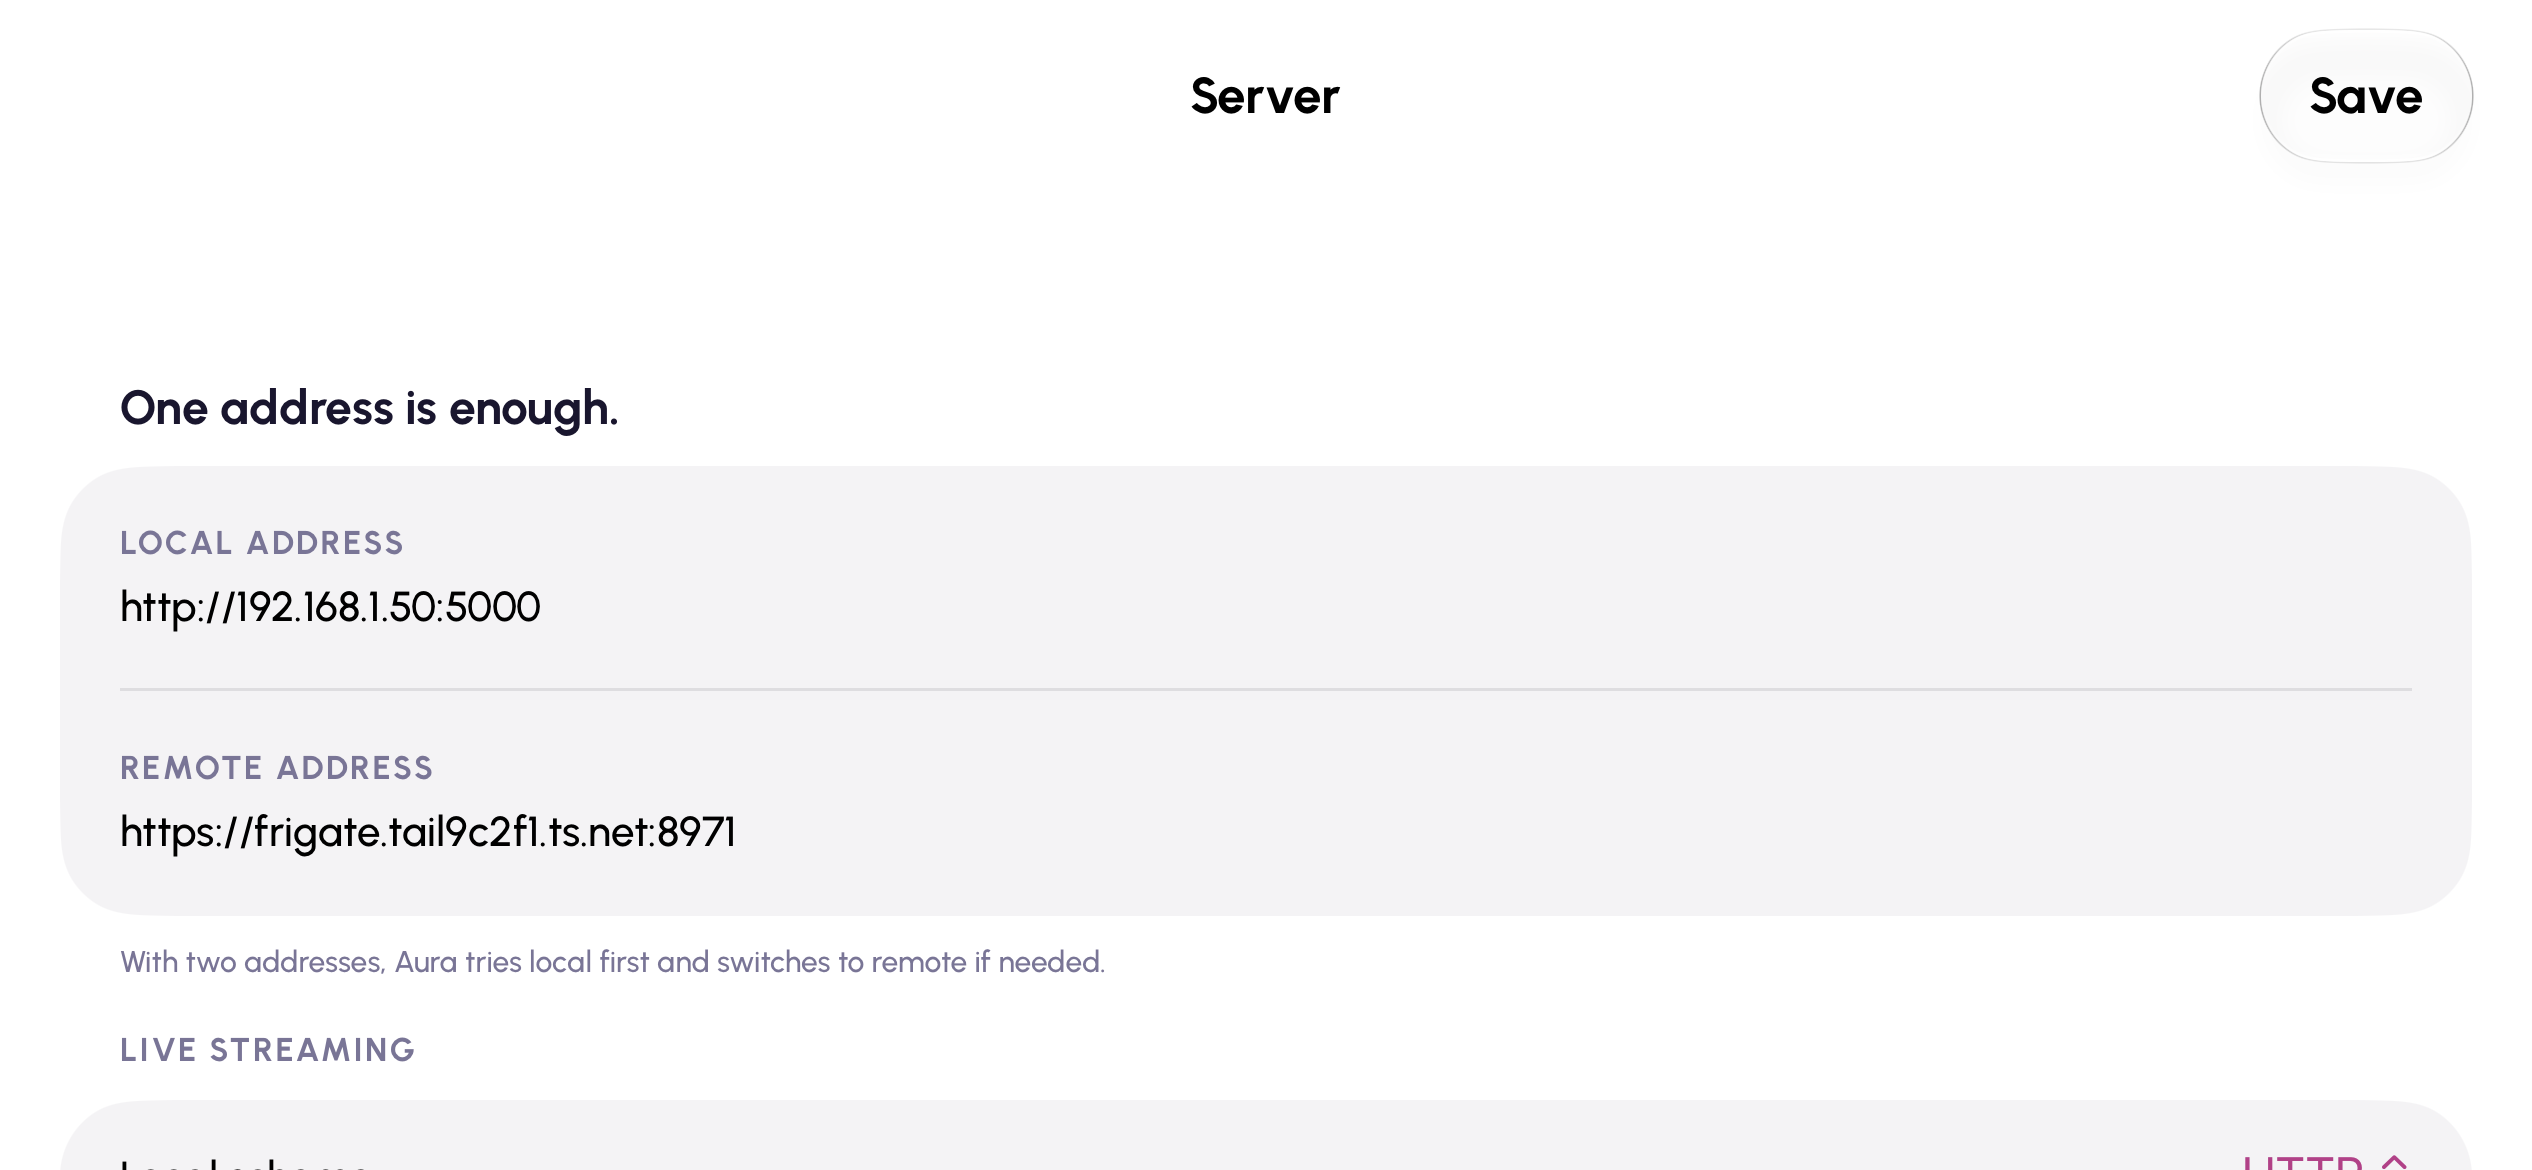 Server
Save
One address is enough.
LOCAL ADDRESS
http://192.168.1.50:5000
REMOTE ADDRESS
https://frigate.tail9c2f1.ts.net:8971
With two addresses, Aura tries local first and switches to remote if needed.
LIVE STREAMING
HTTP